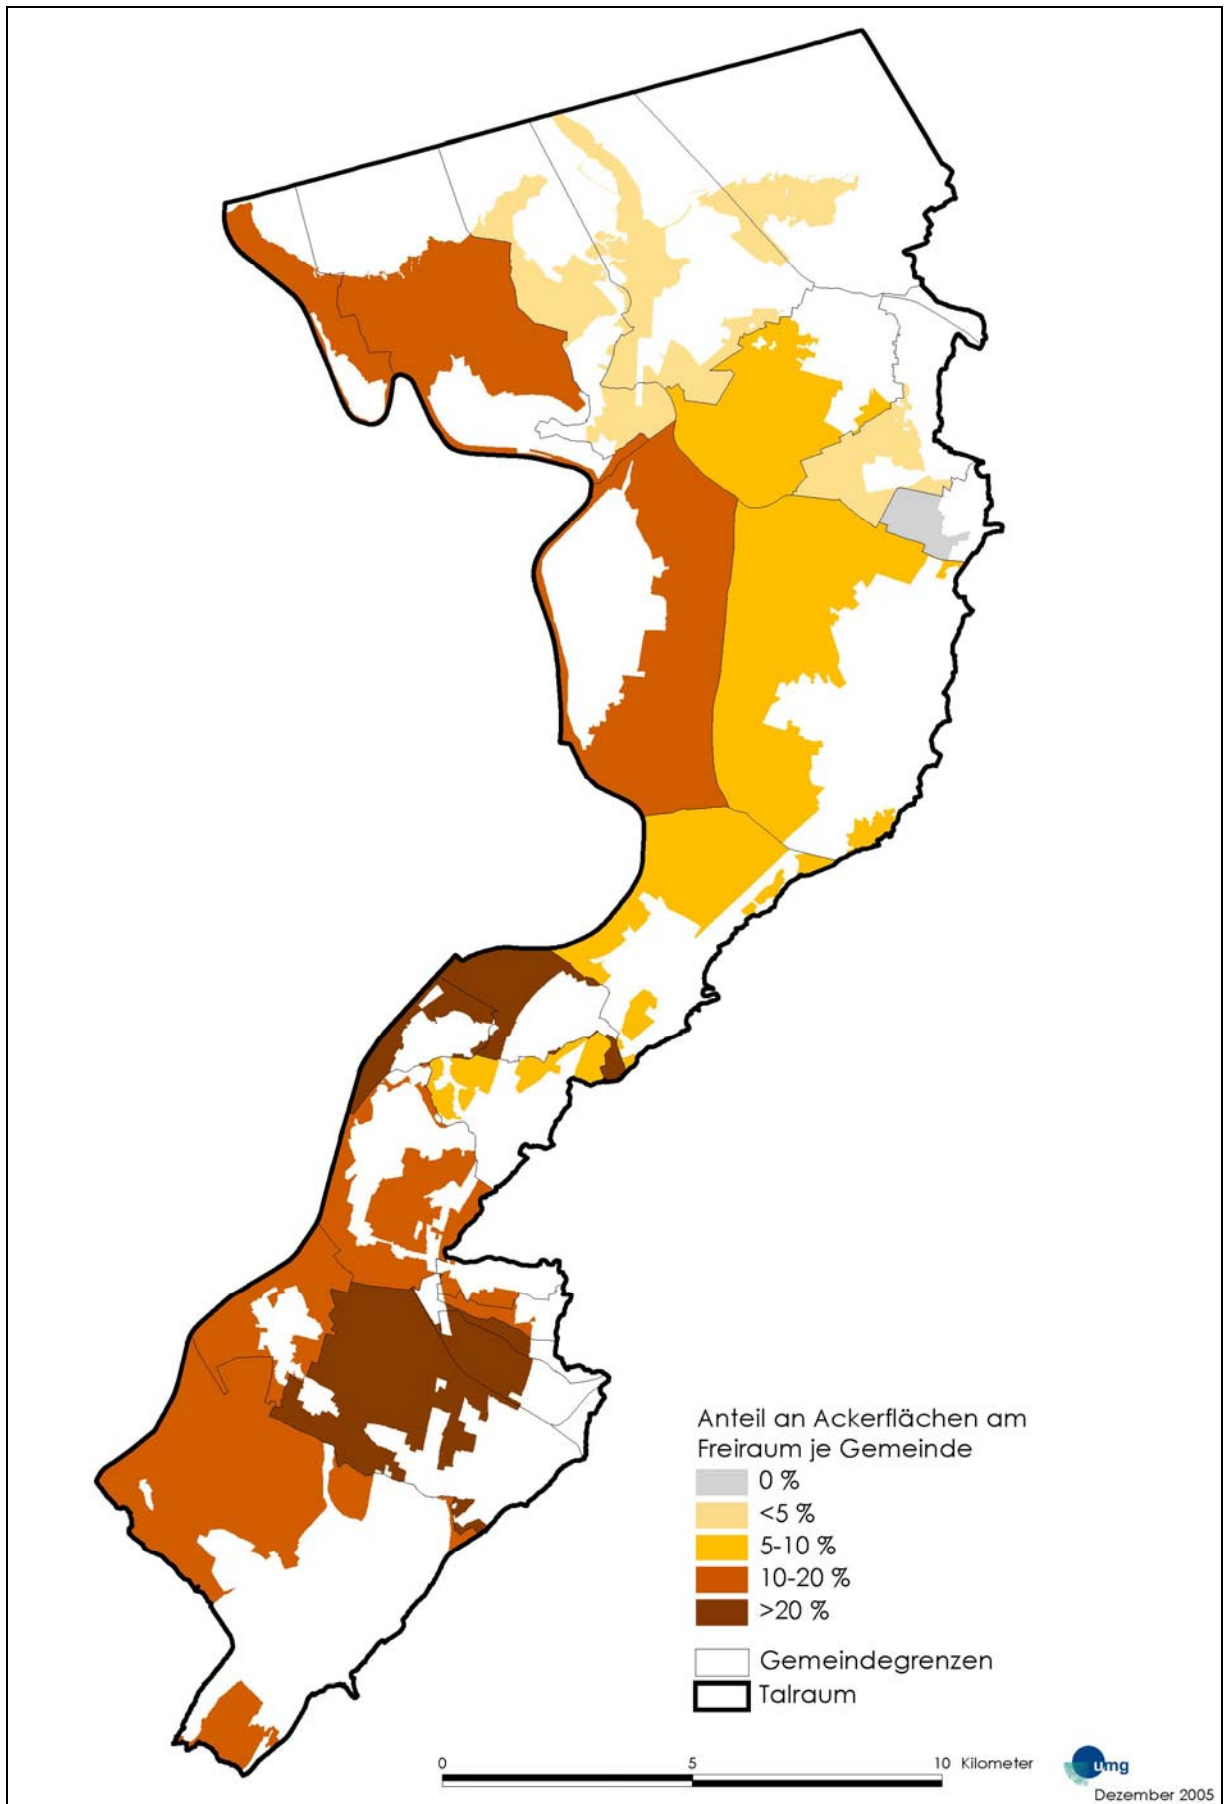 Anteil an Ackerflächen am
Freiraum je Gemeinde
0 %
<5 %
5-10 %
10-20 %
>20 %
Gemeindegrenzen
Talraum
0 5 10 Kilometer
umg
Dezember 2005